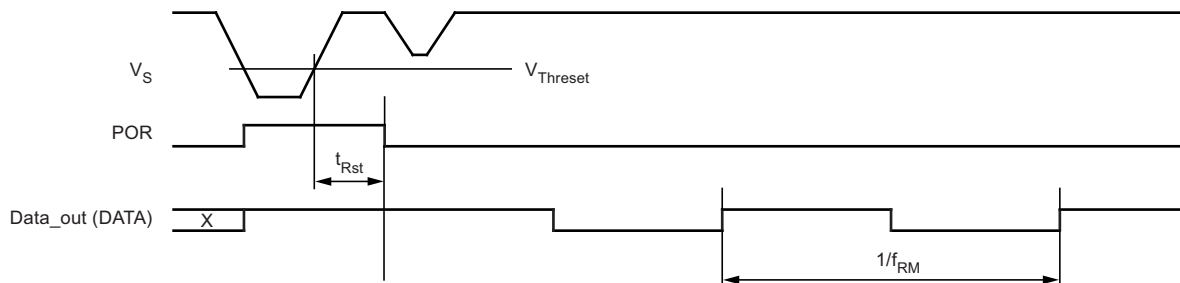 V_S
V_Threset
POR
t_Rst
Data_out (DATA)
X
1/f_RM